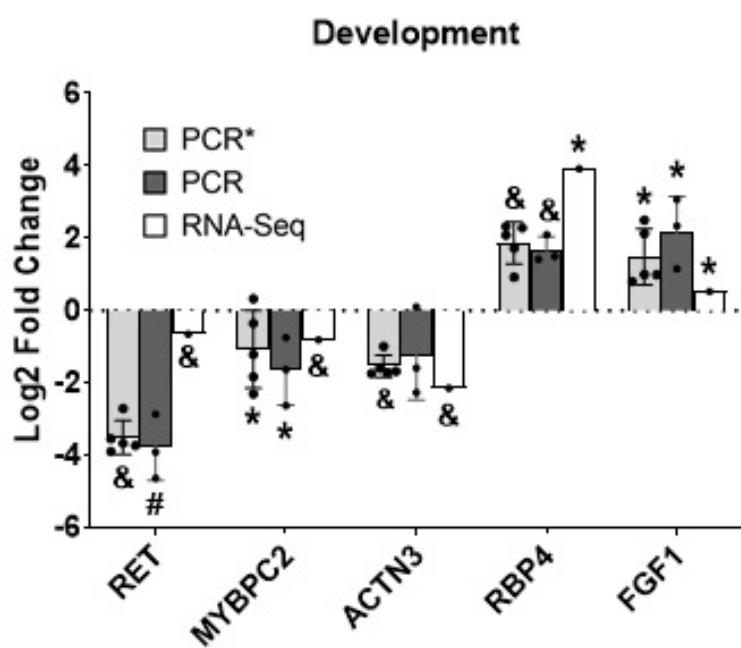 Development
Log2 Fold Change
6
4
2
0
-2
-4
-6
PCR*
PCR
RNA-Seq
& # &
* * &
& &
& & *
* * *
RET
MYBPC2
ACTN3
RBP4
FGF1